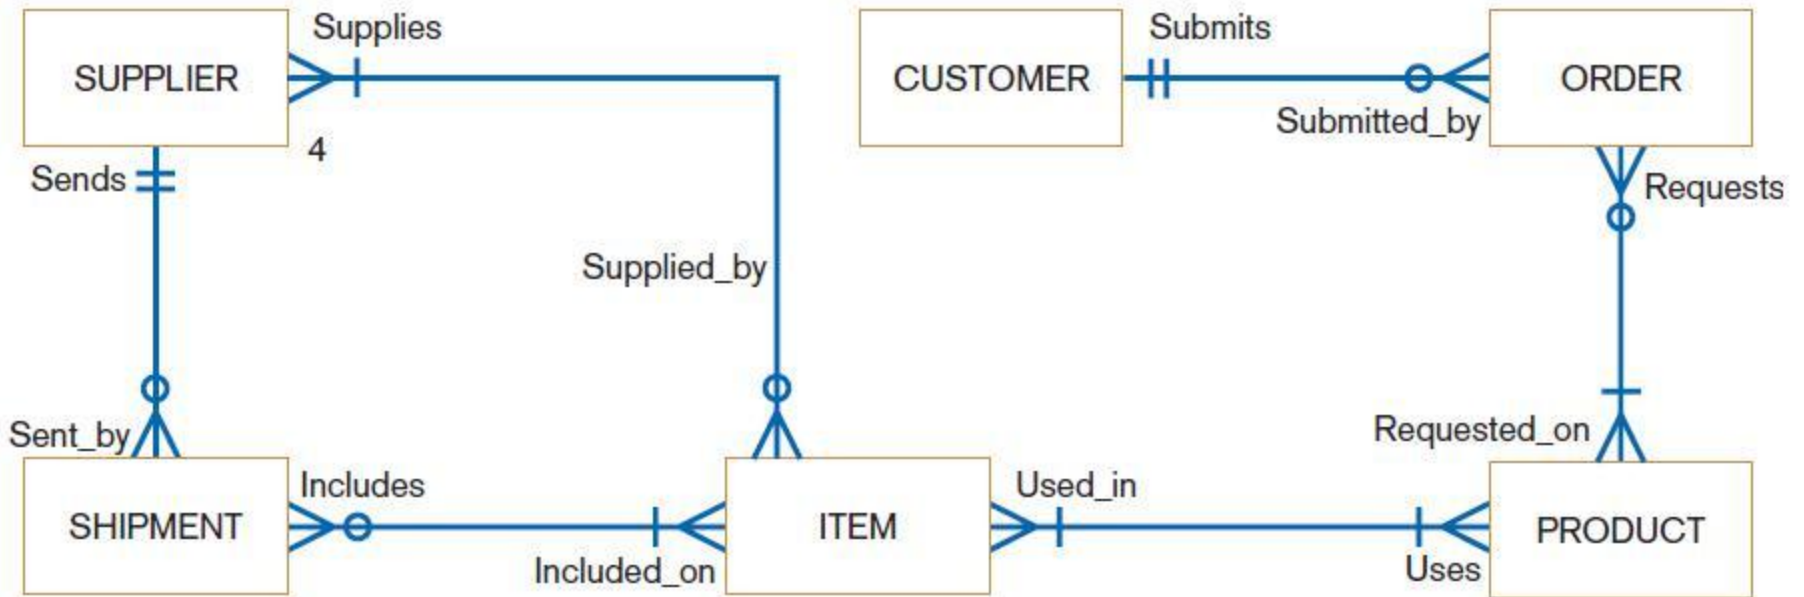 Supplies
Submits
SUPPLIER
CUSTOMER
ORDER
Submitted_by
4
Sends
Requests
Supplied_by
Sent_by
Requested_on
Includes
Used_in
SHIPMENT
ITEM
PRODUCT
Included_on
Uses